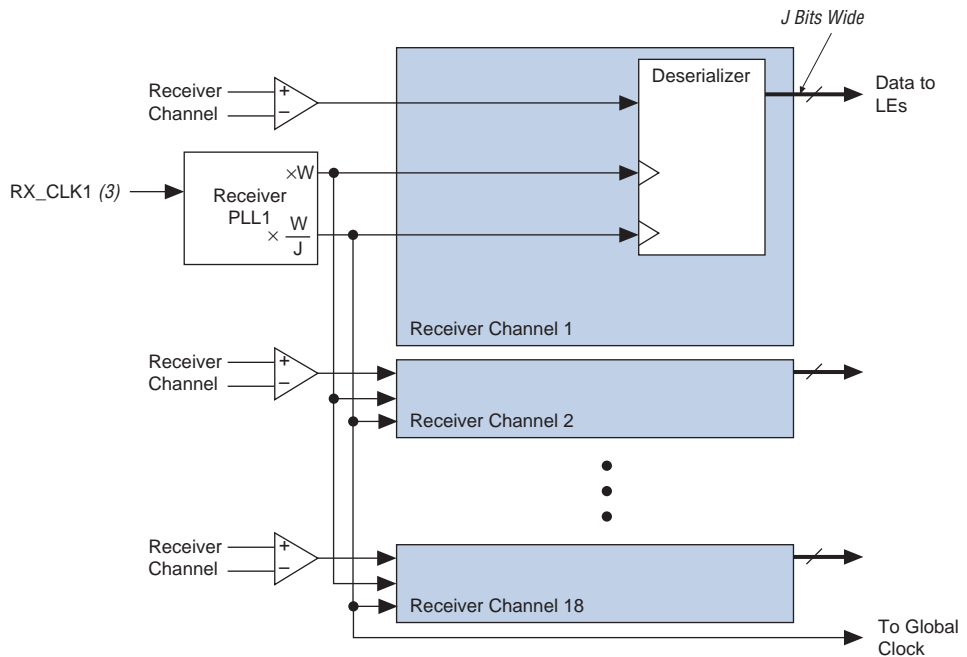 J Bits Wide
Deserializer
Data to
LEs
Receiver
Channel
+
−
RX_CLK1 (3)
×W
Receiver
PLL1
× W
J
Receiver Channel 1
Receiver
Channel
+
−
Receiver Channel 2
Receiver
Channel
+
−
Receiver Channel 18
To Global
Clock